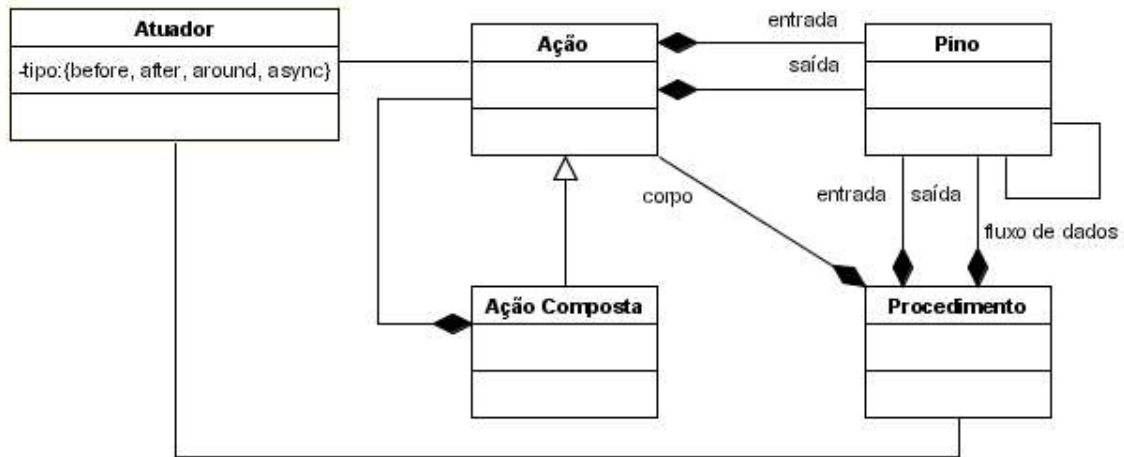 Atuador
-tipo:{before, after, around, async}
Ação
entrada
saída
Pino
corpo
entrada
saída
fluxo de dados
Ação Composta
Procedimento